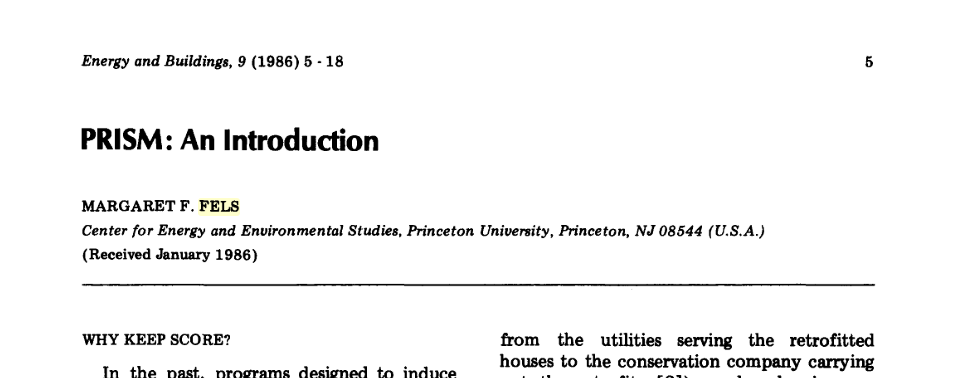 Energy and Buildings, 9 (1986) 5 - 18
5
PRISM: An Introduction
MARGARET F. FELS
Center for Energy and Environmental Studies, Princeton University, Princeton, NJ 08544 (U.S.A.)
(Received January 1986)
WHY KEEP SCORE?
In the past, programs designed to induce
from the utilities serving the retrofitted
houses to the conservation company carrying